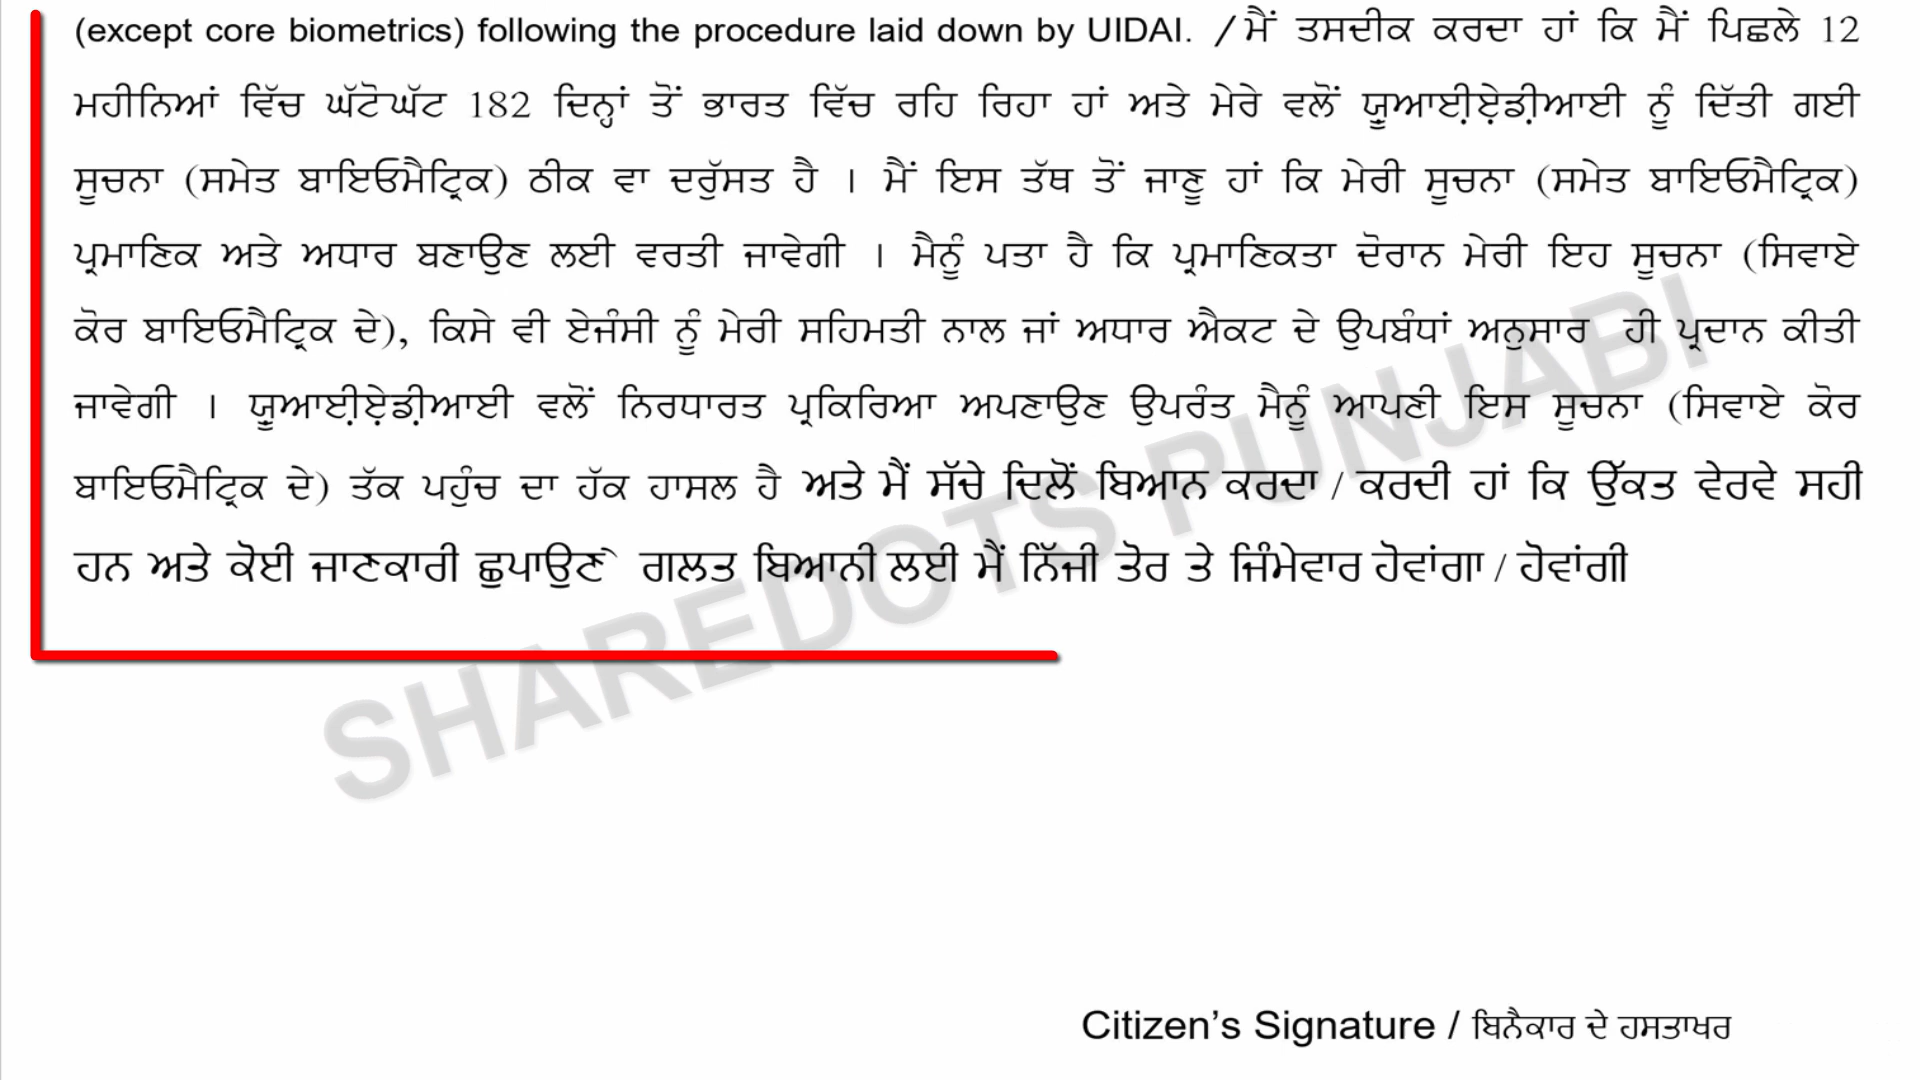 (except core biometrics) following the procedure laid down by UIDAI. / ਮੈਂ ਤਸਦੀਕ ਕਰਦਾ ਹਾਂ ਕਿ ਮੈਂ ਪਿਛਲੇ 12
ਮਹੀਨਿਆਂ ਵਿੱਚ ਘੱਟੋਘੱਟ 182 ਦਿਨ੍ਹਾਂ ਤੋਂ ਭਾਰਤ ਵਿੱਚ ਰਹਿ ਰਿਹਾ ਹਾਂ ਅਤੇ ਮੇਰੇ ਵਲੋਂ ਯੂ਼ਆਈ਼ਏ਼ਡੀ਼ਆਈ ਨੂੰ ਦਿੱਤੀ ਗਈ
ਸੂਚਨਾ (ਸਮੇਤ ਬਾਇਓਮੈਟ੍ਰਿਕ) ਠੀਕ ਵਾ ਦਰੁੱਸਤ ਹੈ । ਮੈਂ ਇਸ ਤੱਥ ਤੋਂ ਜਾਣੂ ਹਾਂ ਕਿ ਮੇਰੀ ਸੂਚਨਾ (ਸਮੇਤ ਬਾਇਓਮੈਟ੍ਰਿਕ)
ਪ੍ਰਮਾਣਿਕ ਅਤੇ ਅਧਾਰ ਬਣਾਉਣ ਲਈ ਵਰਤੀ ਜਾਵੇਗੀ । ਮੈਨੂੰ ਪਤਾ ਹੈ ਕਿ ਪ੍ਰਮਾਣਿਕਤਾ ਦੋਰਾਨ ਮੇਰੀ ਇਹ ਸੂਚਨਾ (ਸਿਵਾਏ
ਕੋਰ ਬਾਇਓਮੈਟ੍ਰਿਕ ਦੇ), ਕਿਸੇ ਵੀ ਏਜੰਸੀ ਨੂੰ ਮੇਰੀ ਸਹਿਮਤੀ ਨਾਲ ਜਾਂ ਅਧਾਰ ਐਕਟ ਦੇ ਉਪਬੰਧਾਂ ਅਨੁਸਾਰ ਹੀ ਪ੍ਰਦਾਨ ਕੀਤੀ
ਜਾਵੇਗੀ । ਯੂ਼ਆਈ਼ਏ਼ਡੀ਼ਆਈ ਵਲੋਂ ਨਿਰਧਾਰਤ ਪ੍ਰਕਿਰਿਆ ਅਪਣਾਉਣ ਉਪਰੰਤ ਮੈਨੂੰ ਆਪਣੀ ਇਸ ਸੂਚਨਾ (ਸਿਵਾਏ ਕੋਰ
ਬਾਇਓਮੈਟ੍ਰਿਕ ਦੇ) ਤੱਕ ਪਹੁੰਚ ਦਾ ਹੱਕ ਹਾਸਲ ਹੈ ਅਤੇ ਮੈਂ ਸੱਚੇ ਦਿਲੋਂ ਬਿਆਨ ਕਰਦਾ / ਕਰਦੀ ਹਾਂ ਕਿ ਉੱਕਤ ਵੇਰਵੇ ਸਹੀ
ਹਨ ਅਤੇ ਕੋਈ ਜਾਣਕਾਰੀ ਛੁਪਾਉਣ ੇ ਗਲਤ ਬਿਆਨੀ ਲਈ ਮੈਂ ਨਿੱਜੀ ਤੋਰ ਤੇ ਜਿੰਮੇਵਾਰ ਹੋਵਾਂਗਾ / ਹੋਵਾਂਗੀ
SHAREDOTS PUNJABI
Citizen’s Signature / ਬਿਨੈਕਾਰ ਦੇ ਹਸਤਾਖਰ